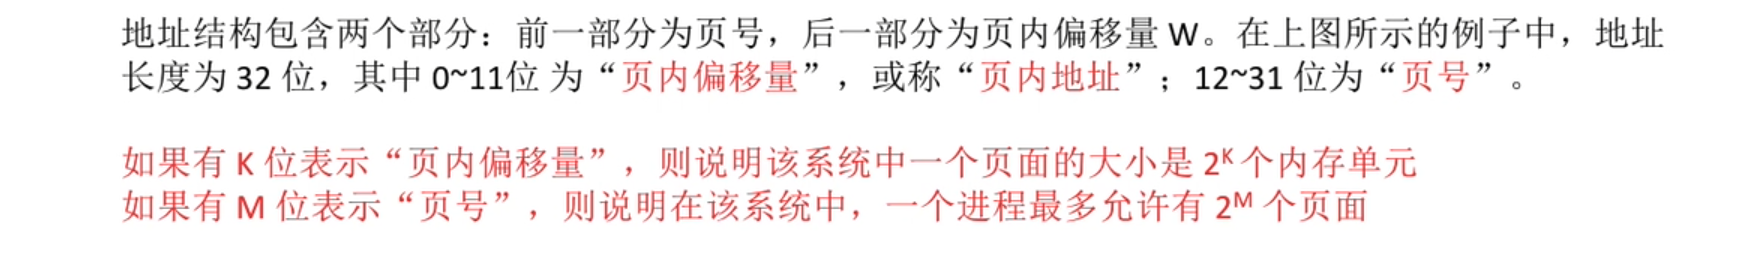 地址结构包含两个部分：前一部分为页号，后一部分为页内偏移量 W。在上图所示的例子中，地址
长度为 32 位，其中 0~11位 为“页内偏移量”，或称“页内地址”；12~31 位为“页号”。
如果有 K 位表示“页内偏移量”，则说明该系统中一个页面的大小是 2ᴷ 个内存单元
如果有 M 位表示“页号”，则说明在该系统中，一个进程最多允许有 2ᴹ 个页面